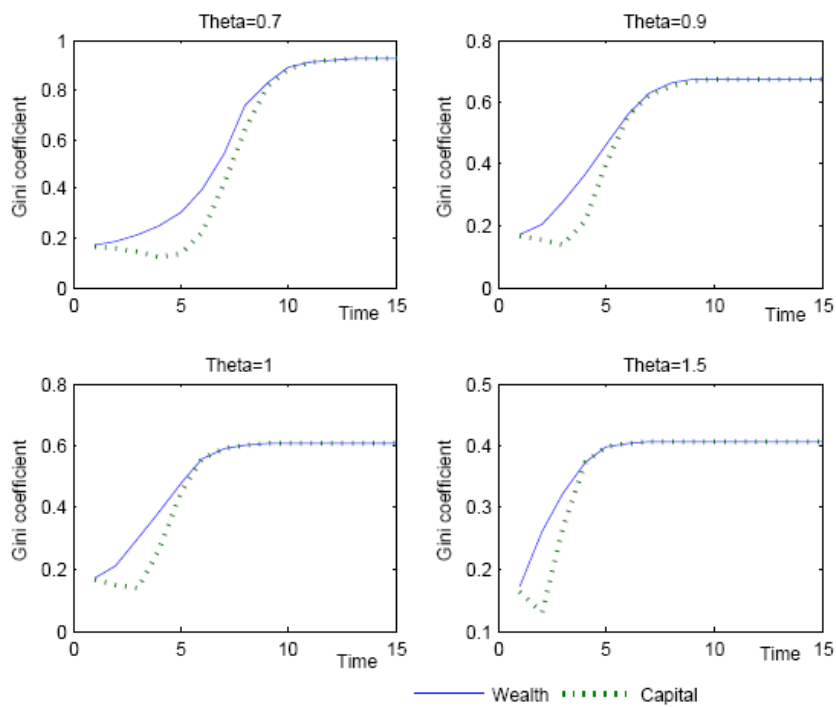 Theta=0.7
1
0.8
0.6
0.4
0.2
0
Gini coefficient
0 5 10 15
Time
Theta=0.9
0.8
0.6
0.4
0.2
0
Gini coefficient
0 5 10 15
Time
Theta=1
0.8
0.6
0.4
0.2
0
Gini coefficient
0 5 10 15
Time
Theta=1.5
0.5
0.4
0.3
0.2
0.1
Gini coefficient
0 5 10 15
Time
Wealth Capital